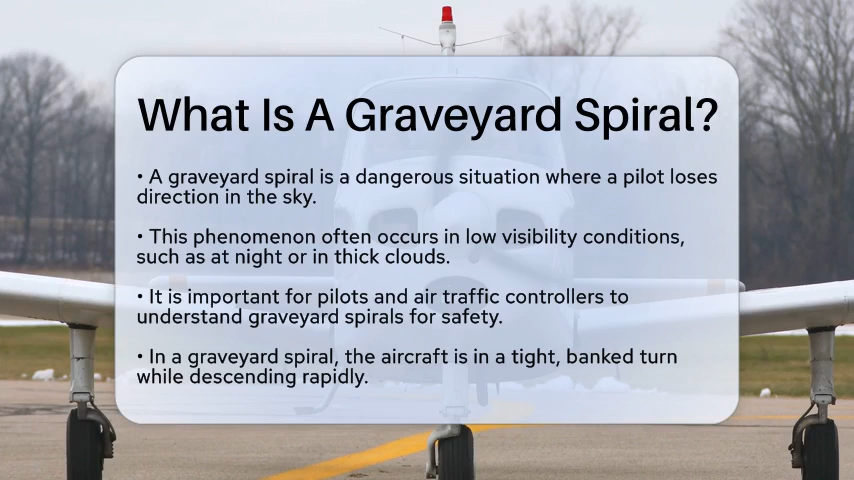 What Is A Graveyard Spiral?
• A graveyard spiral is a dangerous situation where a pilot loses
direction in the sky.
• This phenomenon often occurs in low visibility conditions,
such as at night or in thick clouds.
• It is important for pilots and air traffic controllers to
understand graveyard spirals for safety.
• In a graveyard spiral, the aircraft is in a tight, banked turn
while descending rapidly.